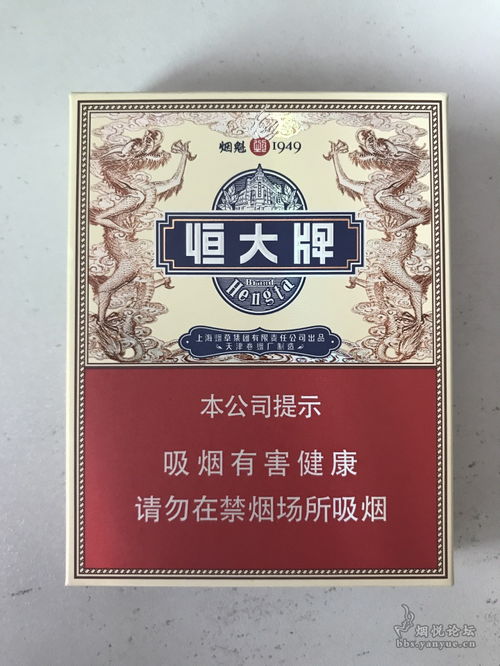 烟魁 1949
恒大牌
Brand
Hengta
上海烟草集团有限责任公司出品
天津卷烟厂制造
本公司提示
吸烟有害健康
请勿在禁烟场所吸烟
烟悦论坛
bbs.yanyue.cn